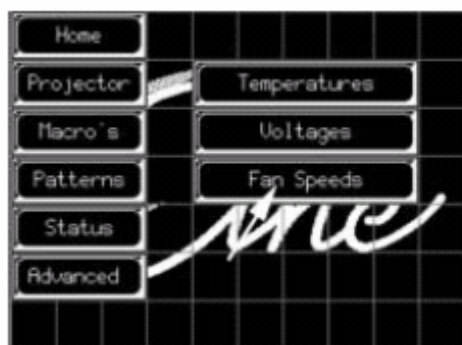 Home
Projector
Temperatures
Macro's
Voltages
Patterns
Fan Speeds
Status
Advanced